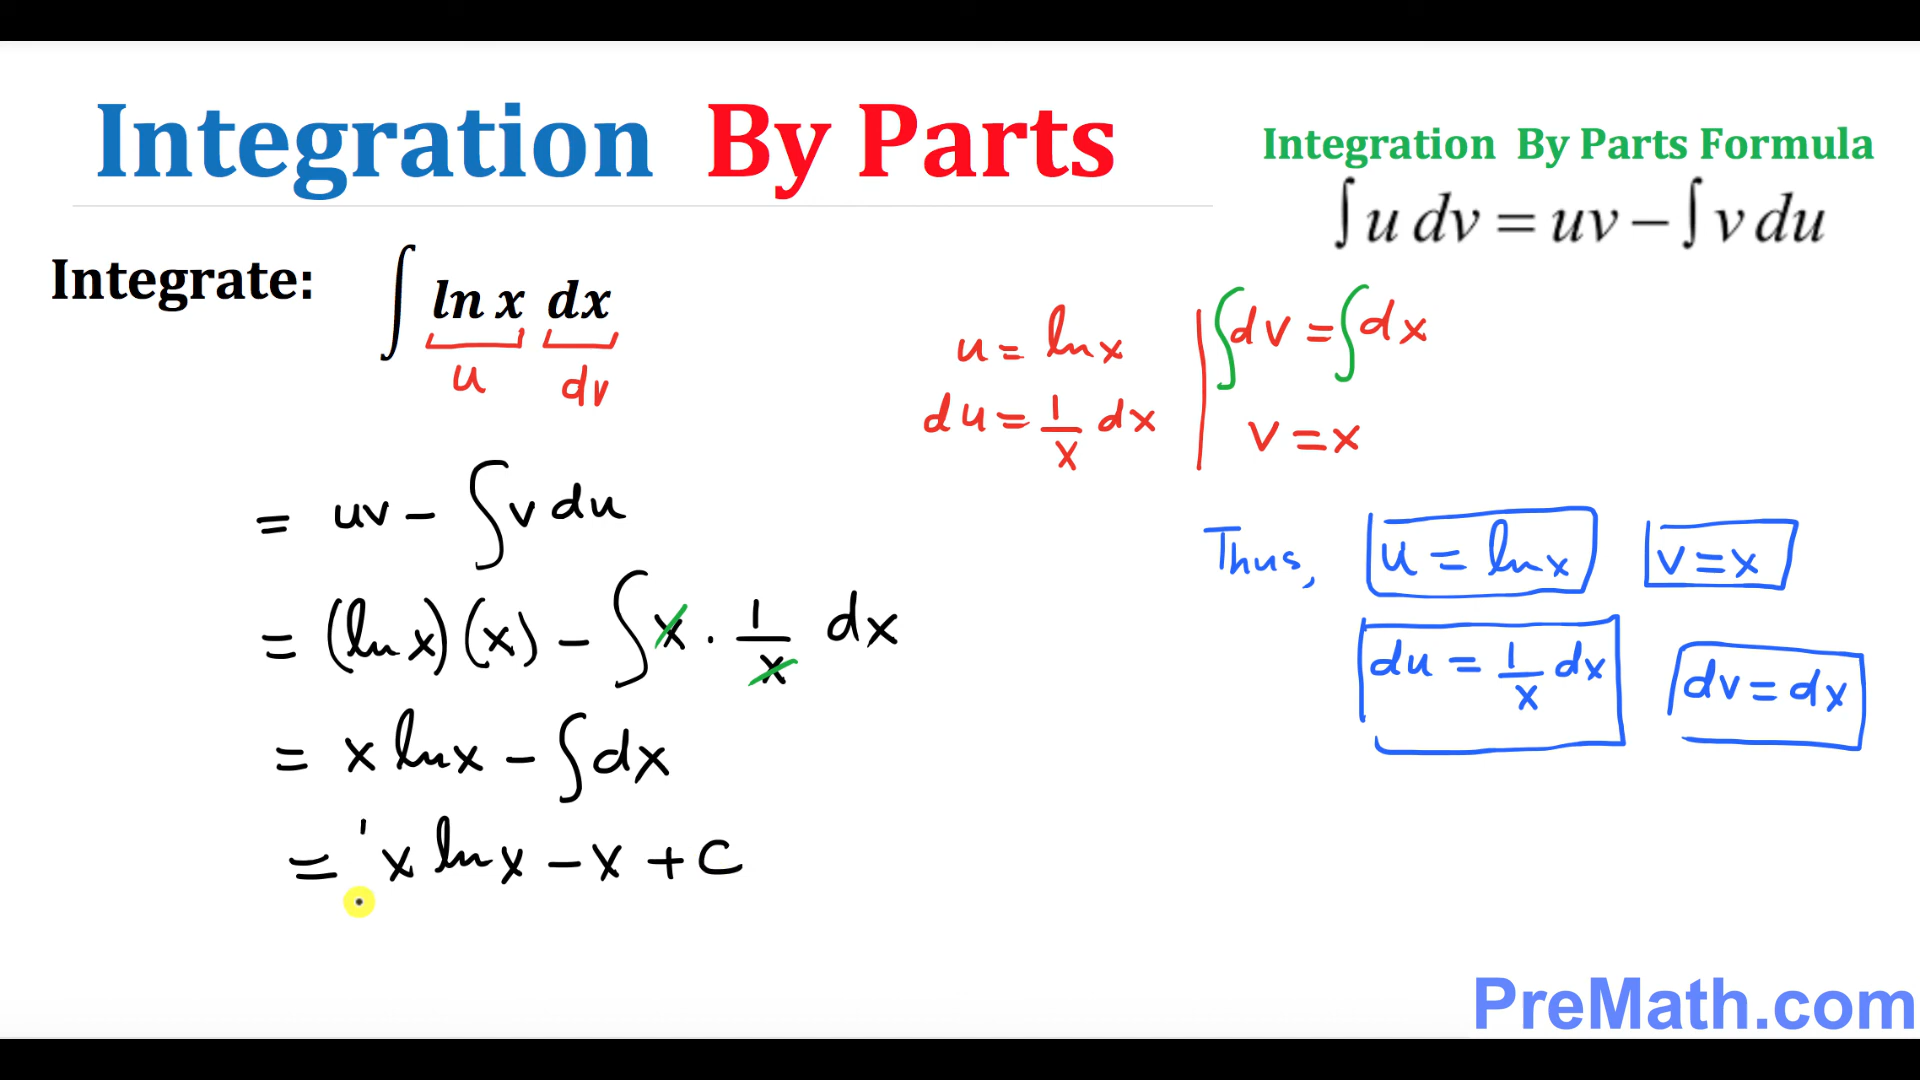 Integration By Parts
Integration By Parts Formula
∫ u dv = uv − ∫ v du
Integrate: ∫ ln x dx
u dv
u = ln x
du = 1/x dx
∫ dv = ∫ dx
v = x
= uv − ∫ v du
= (ln x)(x) − ∫ x · 1/x dx
= x ln x − ∫ dx
= x ln x − x + C
Thus, u = ln x v = x
du = 1/x dx dv = dx
PreMath.com